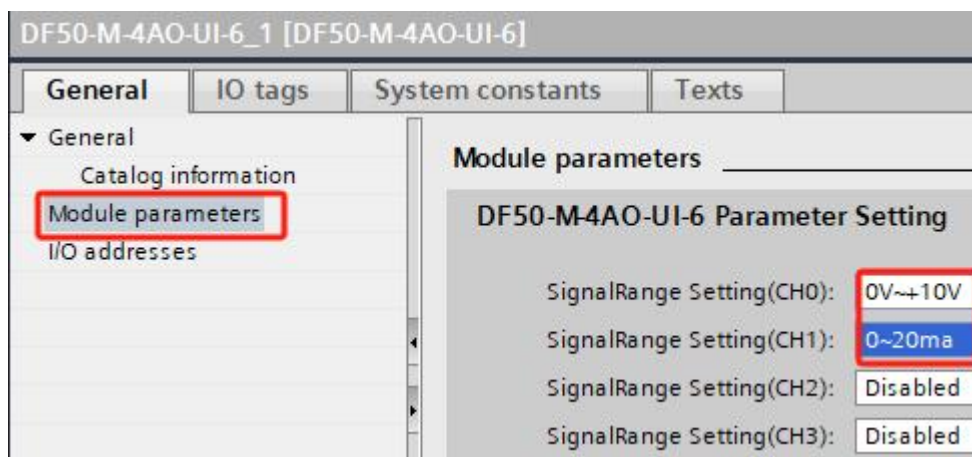 DF50-M-4AO-UI-6_1 [DF50-M-4AO-UI-6]
General IO tags System constants Texts
General
Catalog information
Module parameters
I/O addresses
Module parameters
DF50-M-4AO-UI-6 Parameter Setting
SignalRange Setting(CH0): 0V~+10V
SignalRange Setting(CH1): 0~20ma
SignalRange Setting(CH2): Disabled
SignalRange Setting(CH3): Disabled